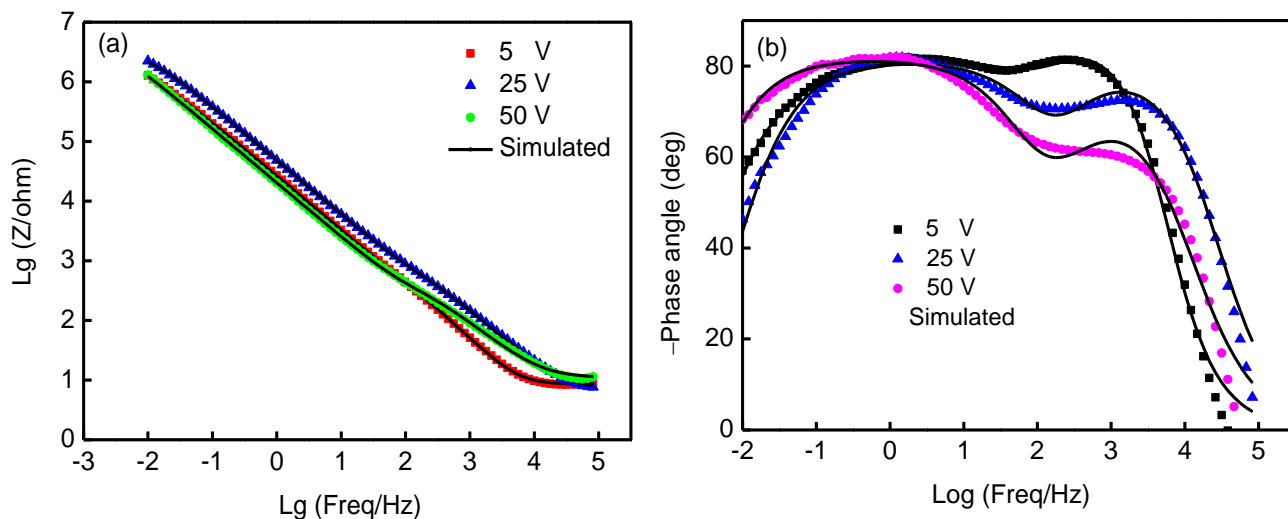 (a)
5 V
25 V
50 V
Simulated
7
6
5
4
3
2
1
0
Lg (Z/ohm)
-3 -2 -1 0 1 2 3 4 5
Lg (Freq/Hz)
(b)
80
60
40
20
0
−Phase angle (deg)
5 V
25 V
50 V
Simulated
-2 -1 0 1 2 3 4 5
Log (Freq/Hz)